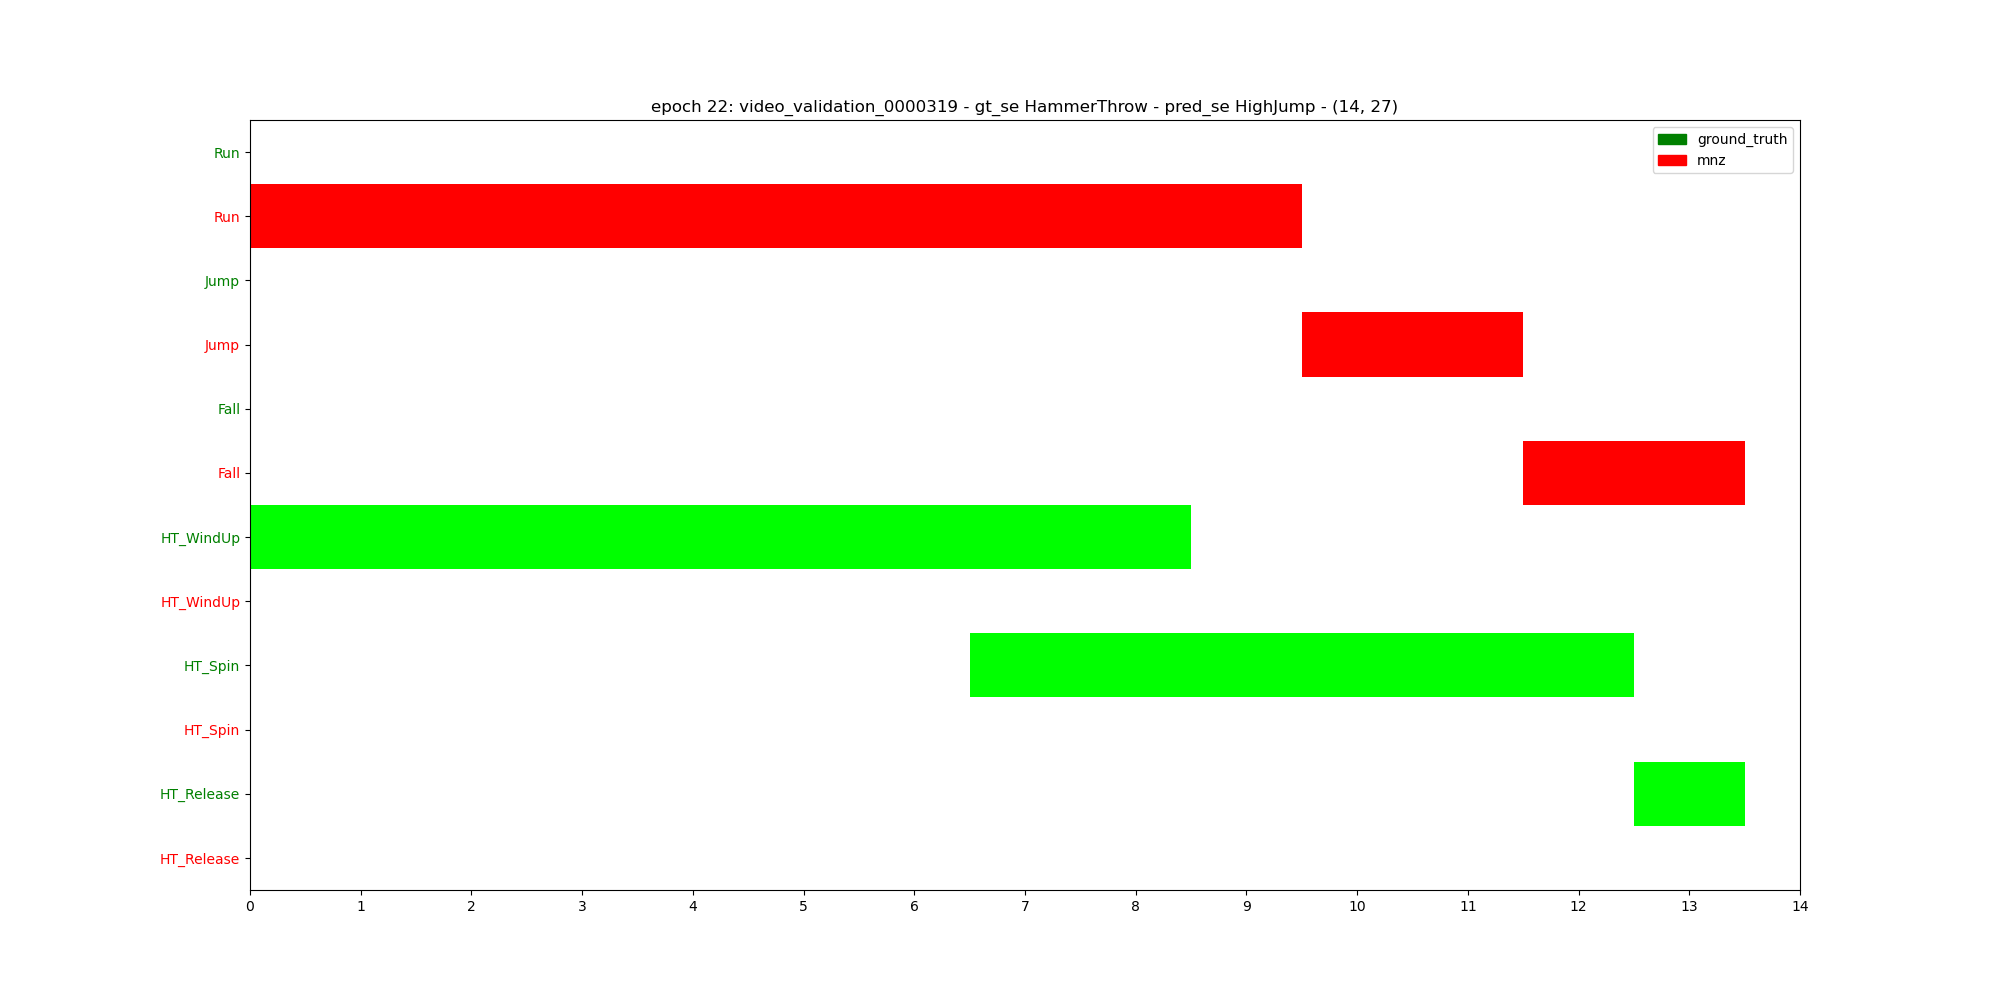 epoch 22: video_validation_0000319 - gt_se HammerThrow - pred_se HighJump - (14, 27)
ground_truth
mnz
Run
Run
Jump
Jump
Fall
Fall
HT_WindUp
HT_WindUp
HT_Spin
HT_Spin
HT_Release
HT_Release
0 1 2 3 4 5 6 7 8 9 10 11 12 13 14